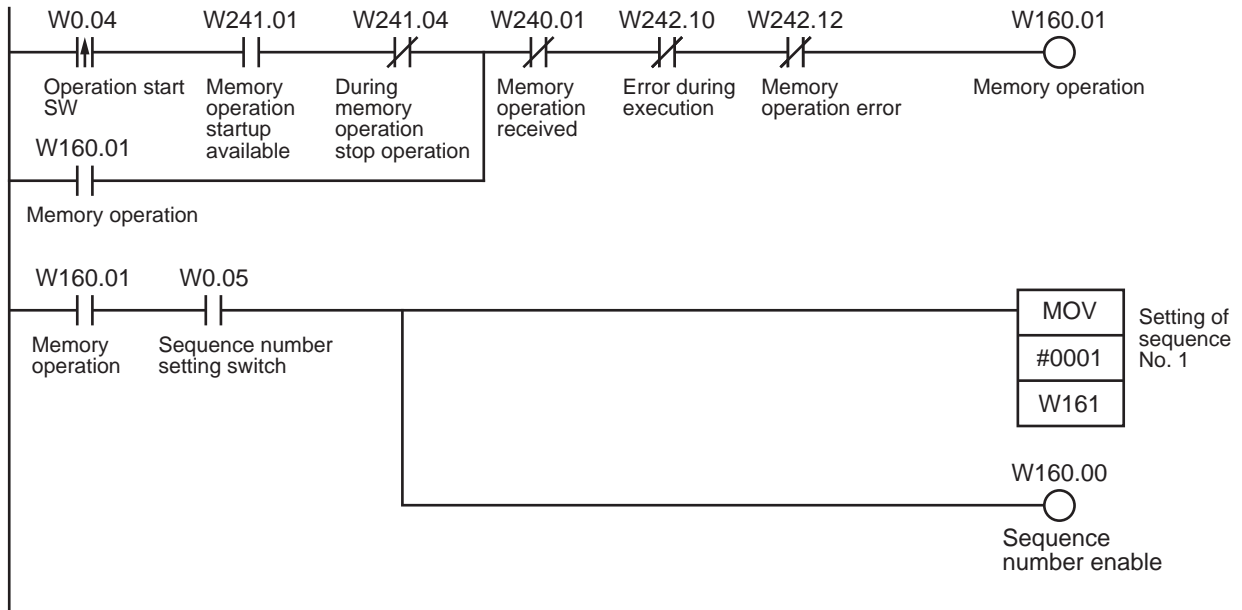 W0.04 W241.01 W241.04 W240.01 W242.10 W242.12 W160.01
Operation start
SW
Memory
operation
startup
available
During
memory
operation
stop operation
Memory
operation
received
Error during
execution
Memory
operation error
Memory operation
W160.01
Memory operation
W160.01 W0.05
Memory
operation
Sequence number
setting switch
MOV
#0001
W161
Setting of
sequence
No. 1
W160.00
Sequence
number enable